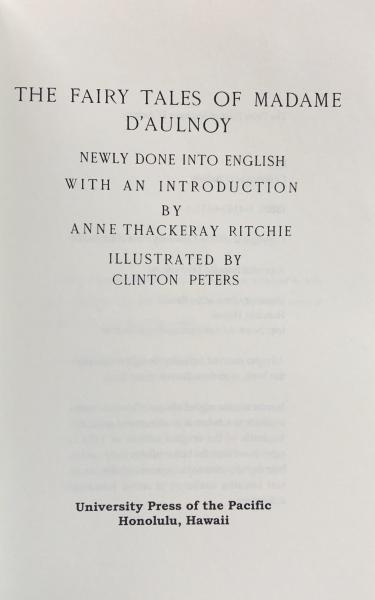 THE FAIRY TALES OF MADAME
D'AULNOY
NEWLY DONE INTO ENGLISH
WITH AN INTRODUCTION
BY
ANNE THACKERAY RITCHIE
ILLUSTRATED BY
CLINTON PETERS
University Press of the Pacific
Honolulu, Hawaii